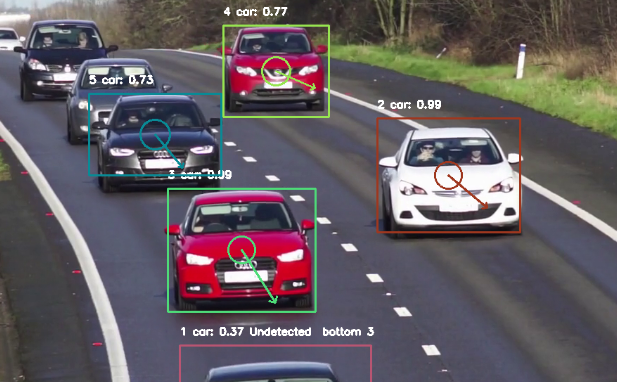 4 car: 0.77
5 car: 0.73
2 car: 0.99
3 car: 0.99
1 car: 0.37 Undetected bottom 3